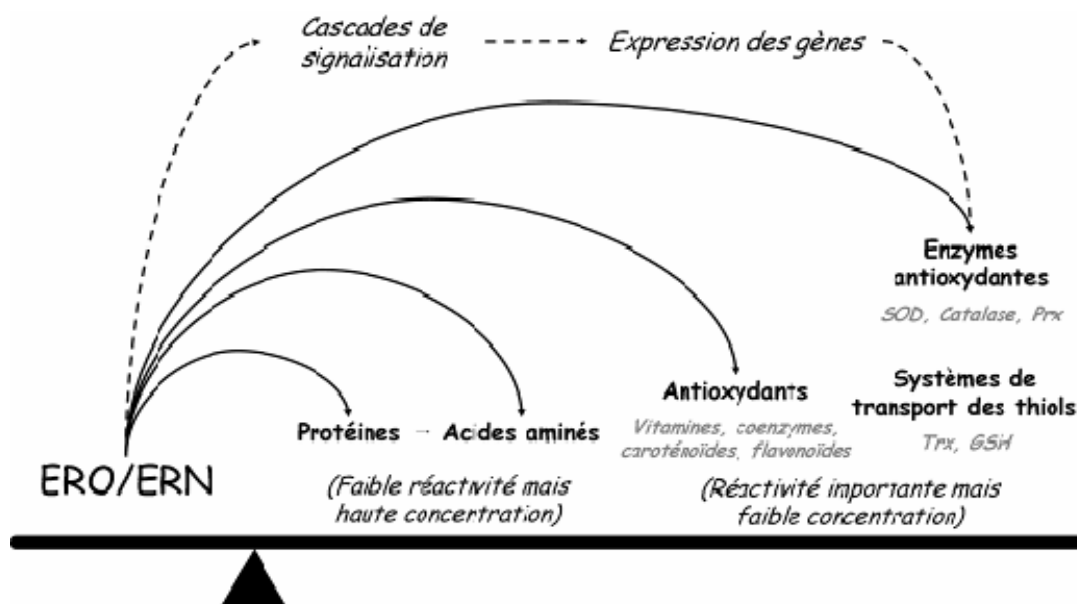 Cascades de
signalisation
Expression des gènes
Enzymes
antioxydantes
SOD, Catalase, Prx
Systèmes de
transport des thiols
Trx, GSH
Antioxydants
Vitamines, coenzymes,
caroténoïdes, flavonoïdes
Protéines - Acides aminés
ERO/ERN
(Faible réactivité mais
haute concentration)
(Réactivité importante mais
faible concentration)